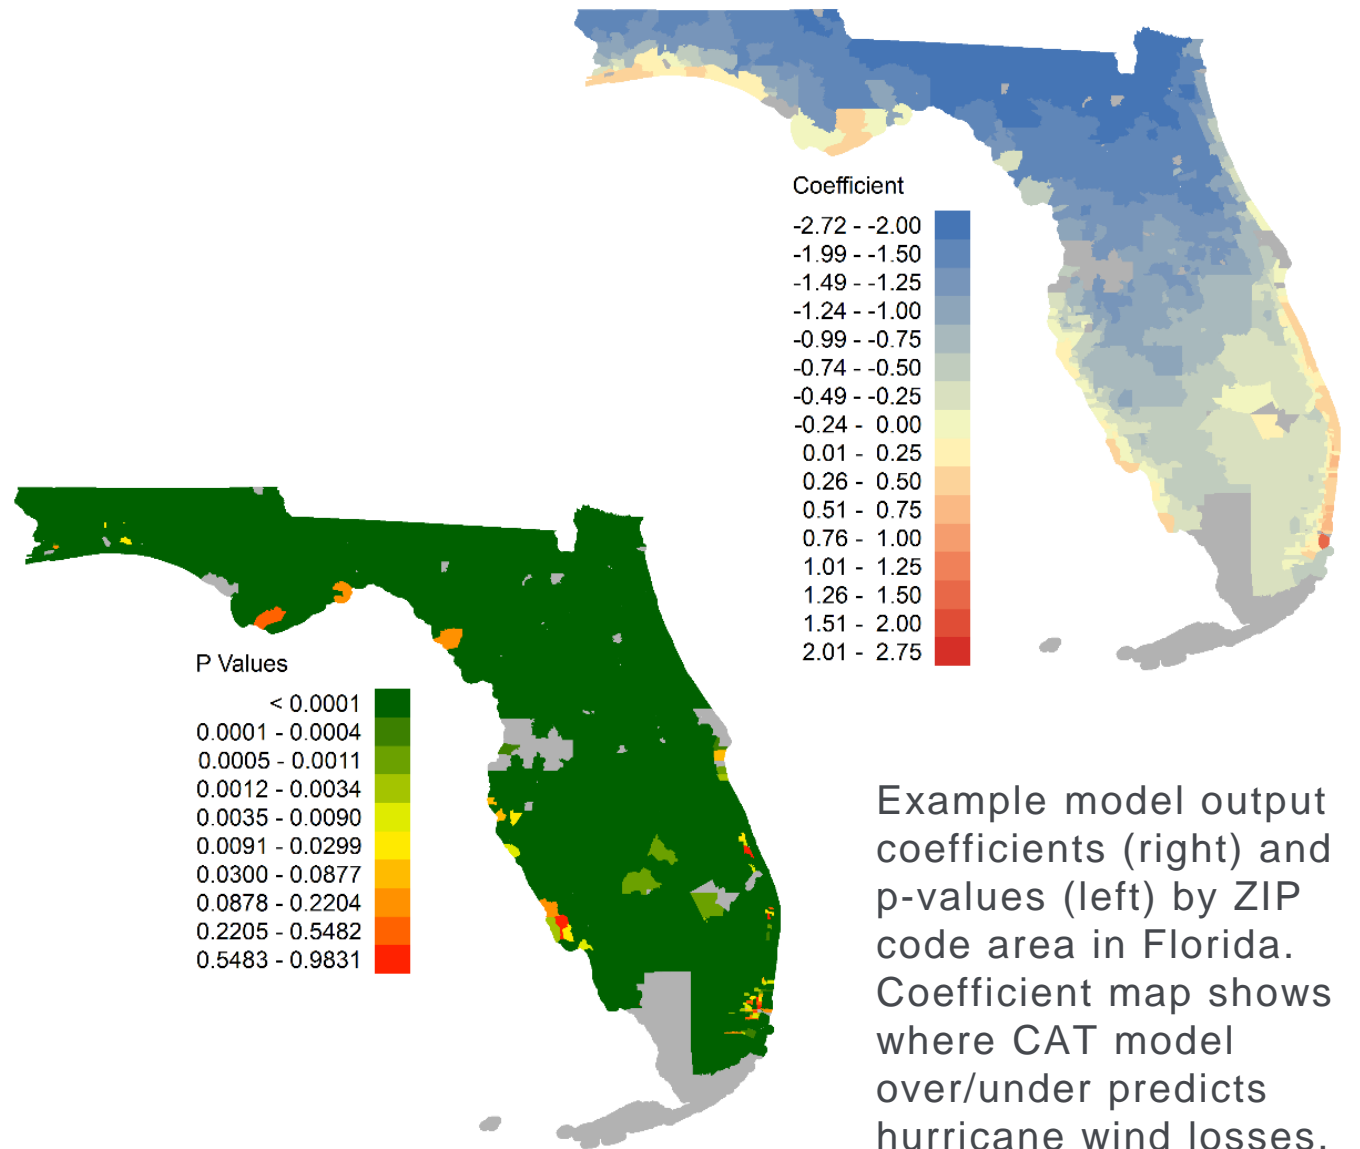 Coefficient
-2.72 - -2.00
-1.99 - -1.50
-1.49 - -1.25
-1.24 - -1.00
-0.99 - -0.75
-0.74 - -0.50
-0.49 - -0.25
-0.24 - 0.00
0.01 - 0.25
0.26 - 0.50
0.51 - 0.75
0.76 - 1.00
1.01 - 1.25
1.26 - 1.50
1.51 - 2.00
2.01 - 2.75
P Values
< 0.0001
0.0001 - 0.0004
0.0005 - 0.0011
0.0012 - 0.0034
0.0035 - 0.0090
0.0091 - 0.0299
0.0300 - 0.0877
0.0878 - 0.2204
0.2205 - 0.5482
0.5483 - 0.9831
Example model output
coefficients (right) and
p-values (left) by ZIP
code area in Florida.
Coefficient map shows
where CAT model
over/under predicts
hurricane wind losses.